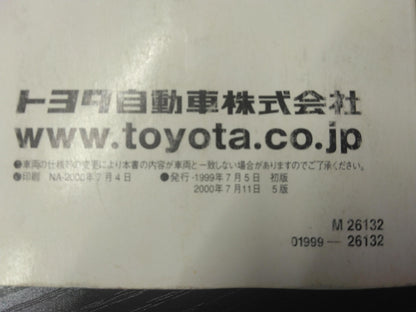 トヨタ自動車株式会社
www.toyota.co.jp
●車両の仕様等の変更により本書の内容が車両と一致しない場合がありますのでご了承ください。
印刷 NA-2000年7月4日 ●発行-1999年7月5日 初版
2000年7月11日 5版
M 26132
01999— 26132